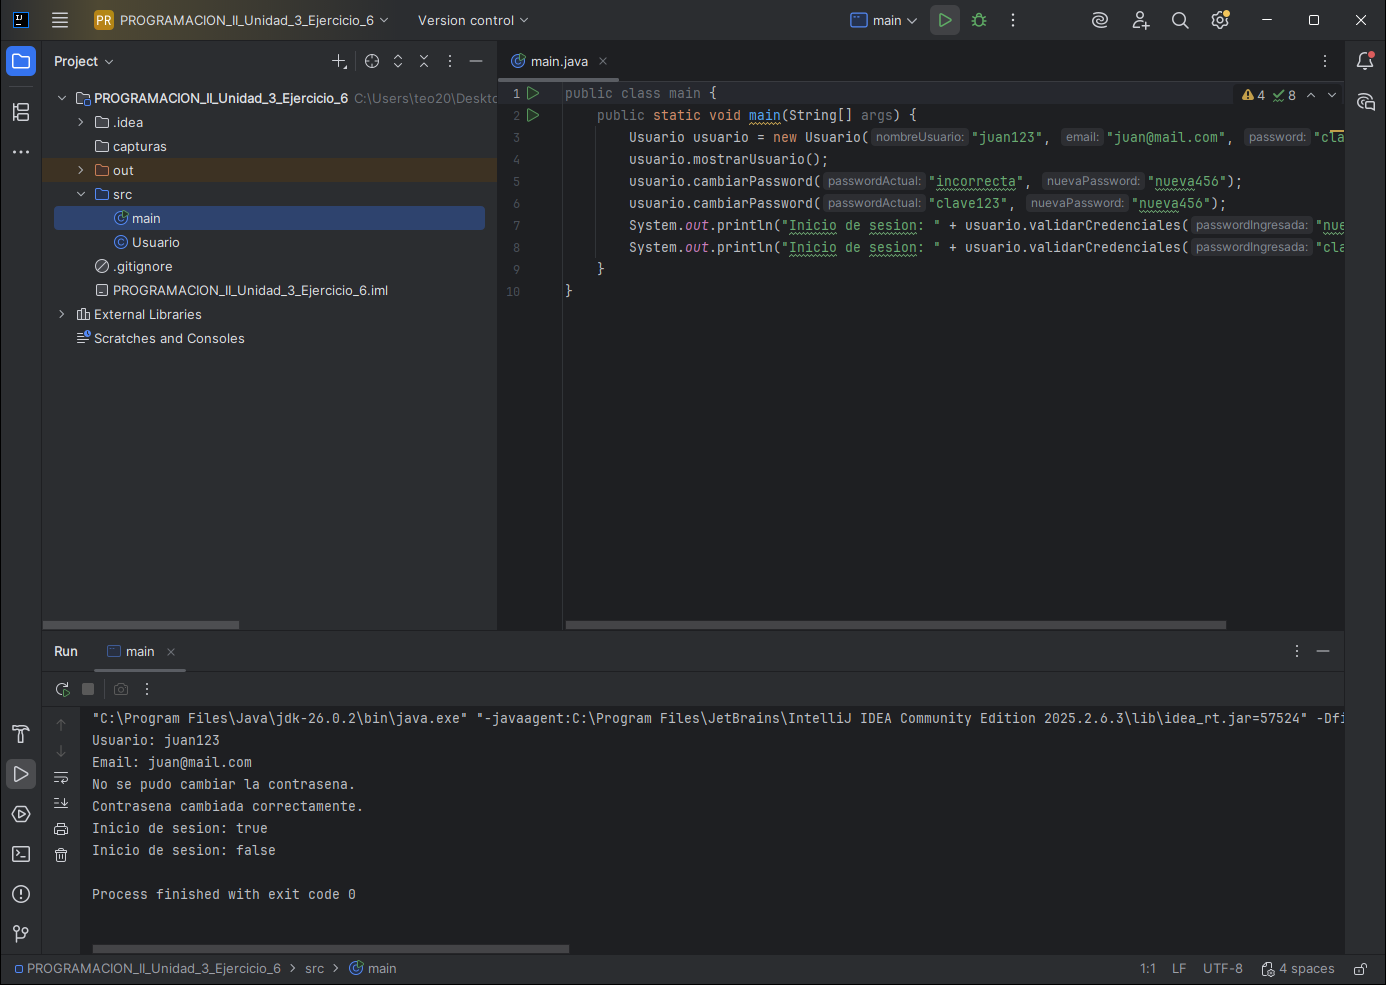 PR PROGRAMACION_II_Unidad_3_Ejercicio_6 Version control main
Project
main.java
PROGRAMACION_II_Unidad_3_Ejercicio_6 C:\Users\teo20\Deskto
.idea
capturas
out
src
main
Usuario
.gitignore
PROGRAMACION_II_Unidad_3_Ejercicio_6.iml
External Libraries
Scratches and Consoles
4 8
1 public class main {
2 public static void main(String[] args) {
3 Usuario usuario = new Usuario( nombreUsuario: "juan123", email: "juan@mail.com", password: "cla
4 usuario.mostrarUsuario();
5 usuario.cambiarPassword( passwordActual: "incorrecta", nuevaPassword: "nueva456");
6 usuario.cambiarPassword( passwordActual: "clave123", nuevaPassword: "nueva456");
7 System.out.println("Inicio de sesion: " + usuario.validarCredenciales( passwordIngresada: "nue
8 System.out.println("Inicio de sesion: " + usuario.validarCredenciales( passwordIngresada: "cla
9 }
10 }
Run main
"C:\Program Files\Java\jdk-26.0.2\bin\java.exe" "-javaagent:C:\Program Files\JetBrains\IntelliJ IDEA Community Edition 2025.2.6.3\lib\idea_rt.jar=57524" -Dfi
Usuario: juan123
Email: juan@mail.com
No se pudo cambiar la contrasena.
Contrasena cambiada correctamente.
Inicio de sesion: true
Inicio de sesion: false
Process finished with exit code 0
PROGRAMACION_II_Unidad_3_Ejercicio_6 > src > main
1:1 LF UTF-8 4 spaces